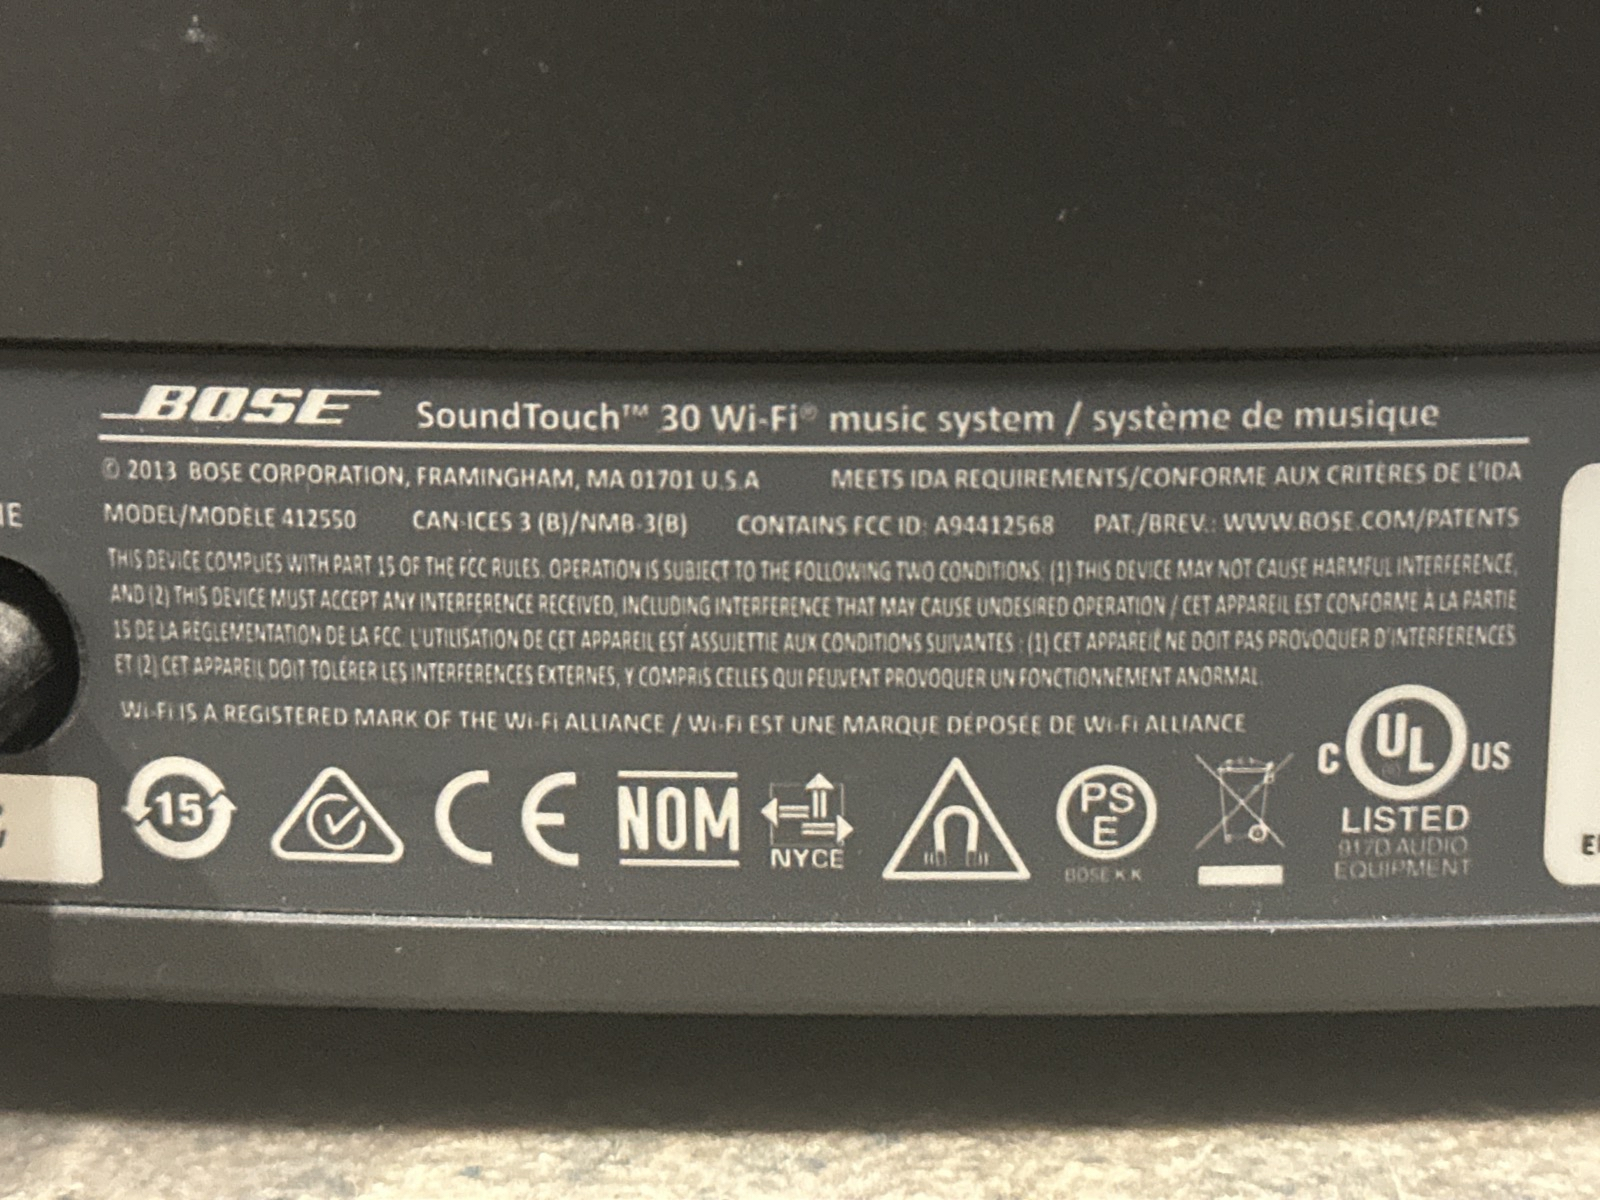 BOSE SoundTouch™ 30 Wi-Fi® music system / système de musique
© 2013 BOSE CORPORATION, FRAMINGHAM, MA 01701 U.S.A MEETS IDA REQUIREMENTS/CONFORME AUX CRITÈRES DE L'IDA
MODEL/MODÈLE 412550 CAN-ICES 3 (B)/NMB-3(B) CONTAINS FCC ID: A94412568 PAT./BREV.: WWW.BOSE.COM/PATENTS
THIS DEVICE COMPLIES WITH PART 15 OF THE FCC RULES. OPERATION IS SUBJECT TO THE FOLLOWING TWO CONDITIONS: (1) THIS DEVICE MAY NOT CAUSE HARMFUL INTERFERENCE,
AND (2) THIS DEVICE MUST ACCEPT ANY INTERFERENCE RECEIVED, INCLUDING INTERFERENCE THAT MAY CAUSE UNDESIRED OPERATION / CET APPAREIL EST CONFORME À LA PARTIE
15 DE LA RÉGLEMENTATION DE LA FCC. L'UTILISATION DE CET APPAREIL EST ASSUJETTIE AUX CONDITIONS SUIVANTES : (1) CET APPAREIL NE DOIT PAS PROVOQUER D'INTERFÉRENCES
ET (2) CET APPAREIL DOIT TOLÉRER LES INTERFÉRENCES EXTERNES, Y COMPRIS CELLES QUI PEUVENT PROVOQUER UN FONCTIONNEMENT ANORMAL.
Wi-Fi IS A REGISTERED MARK OF THE Wi-Fi ALLIANCE / Wi-Fi EST UNE MARQUE DÉPOSÉE DE Wi-Fi ALLIANCE
15 CE NOM NYCE PS E BOSE K.K C UL US
LISTED
917D AUDIO
EQUIPMENT